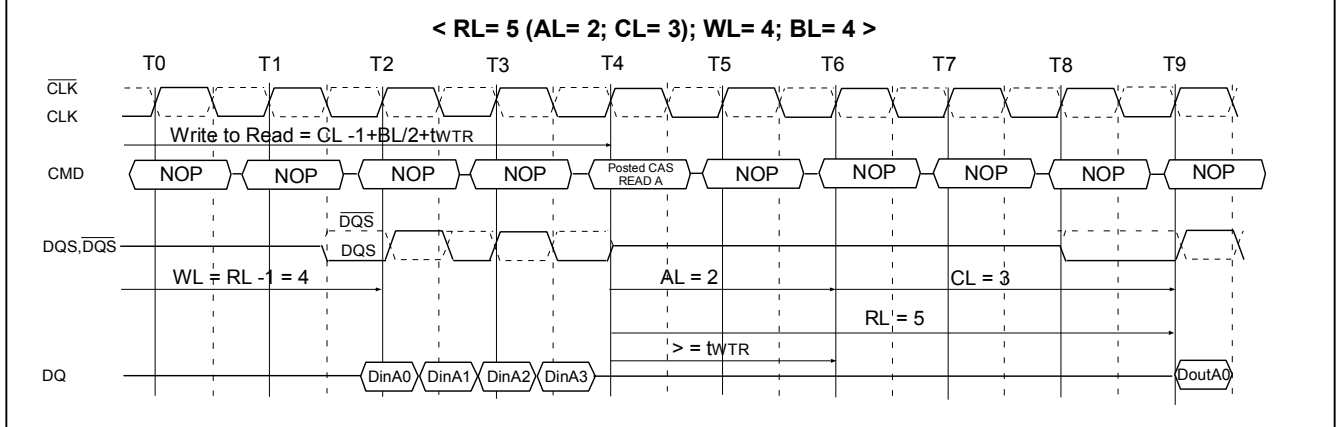 < RL= 5 (AL= 2; CL= 3); WL= 4; BL= 4 >
T0 T1 T2 T3 T4 T5 T6 T7 T8 T9
CLK
CLK
Write to Read = CL -1+BL/2+tWTR
CMD NOP NOP NOP NOP Posted CAS READ A NOP NOP NOP NOP NOP
DQS
DQS,DQS DQS
WL = RL -1 = 4 AL = 2 CL = 3
RL = 5
> = tWTR
DQ DinA0 DinA1 DinA2 DinA3 DoutA0